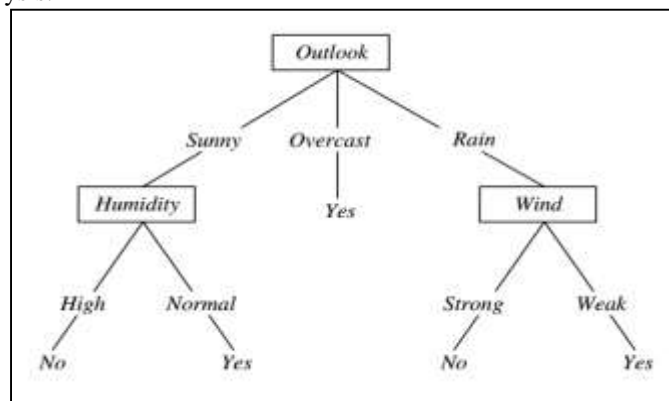 Outlook
Sunny Overcast Rain
Humidity Yes Wind
High Normal Strong Weak
No Yes No Yes